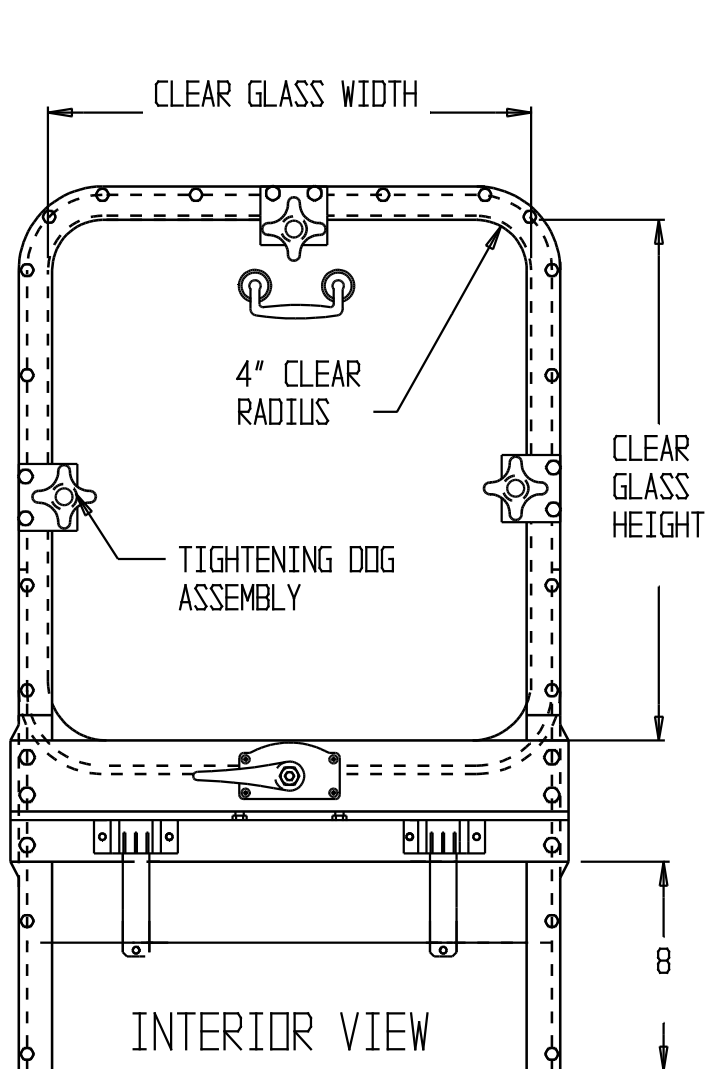 CLEAR GLASS WIDTH
4" CLEAR
RADIUS
CLEAR
GLASS
HEIGHT
TIGHTENING DOG
ASSEMBLY
8
INTERIOR VIEW